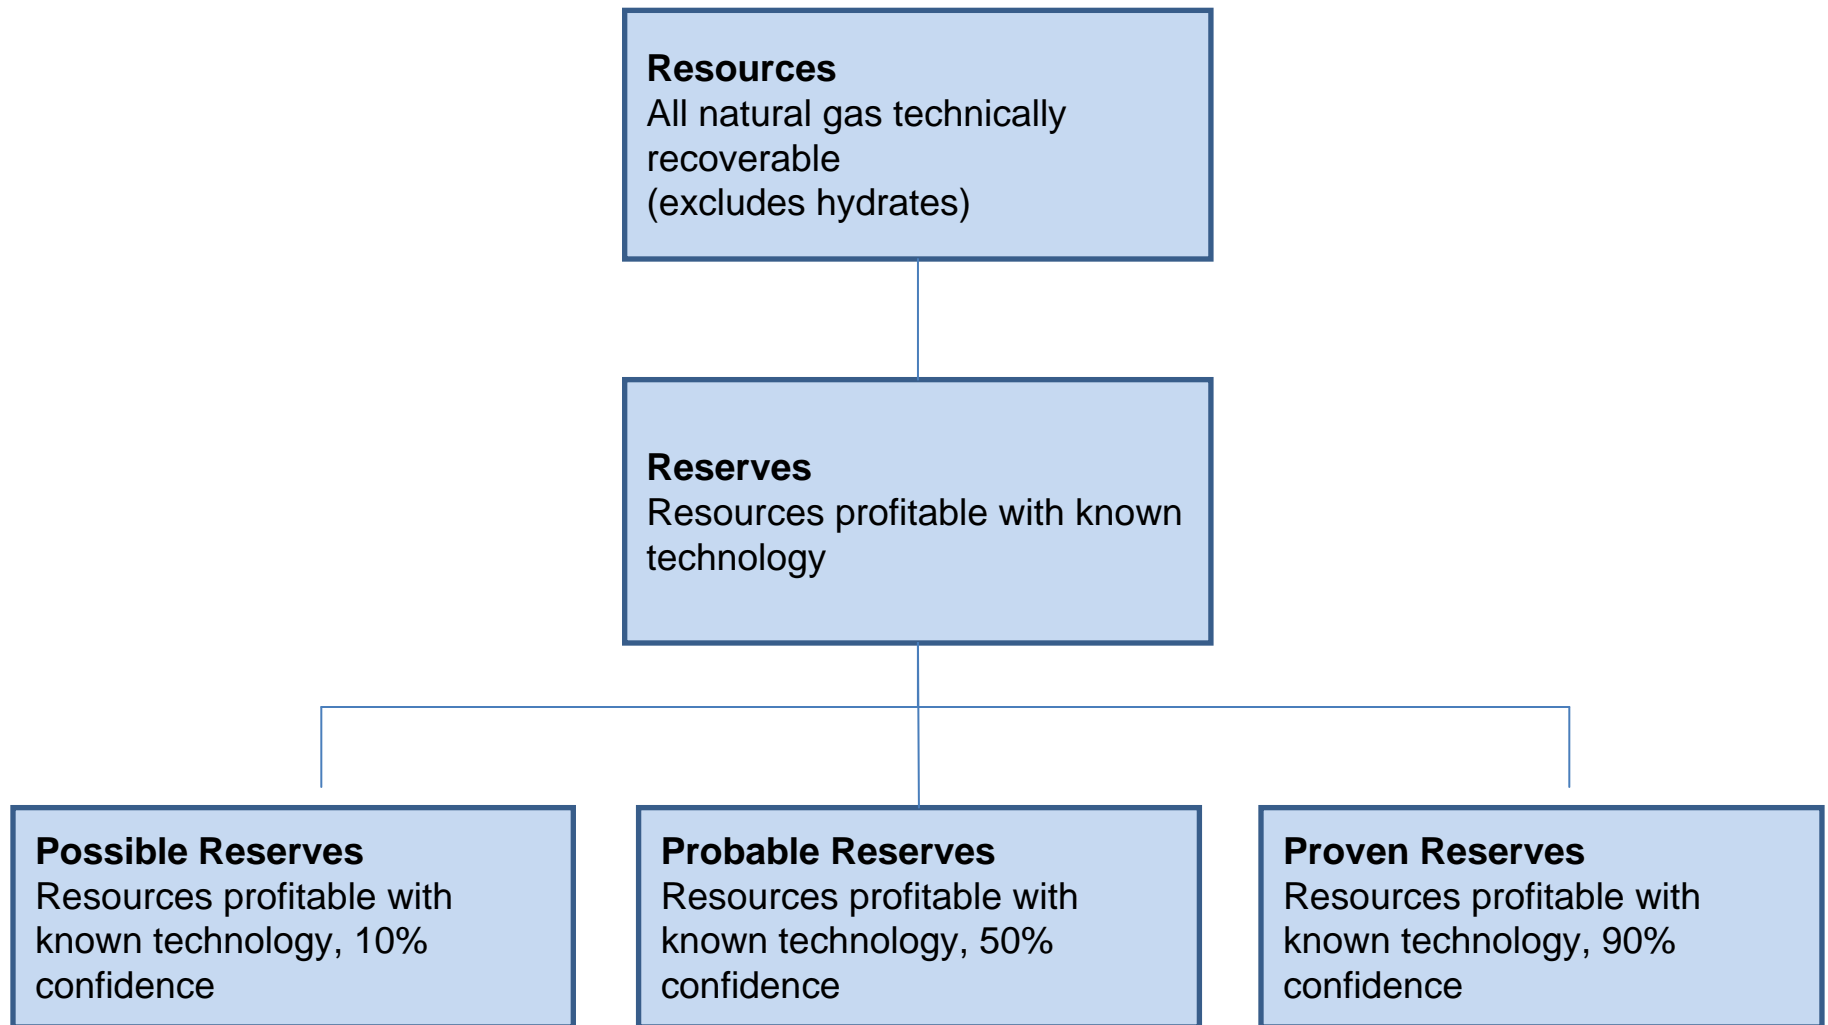 Resources
All natural gas technically
recoverable
(excludes hydrates)
Reserves
Resources profitable with known
technology
Possible Reserves
Resources profitable with
known technology, 10%
confidence
Probable Reserves
Resources profitable with
known technology, 50%
confidence
Proven Reserves
Resources profitable with
known technology, 90%
confidence